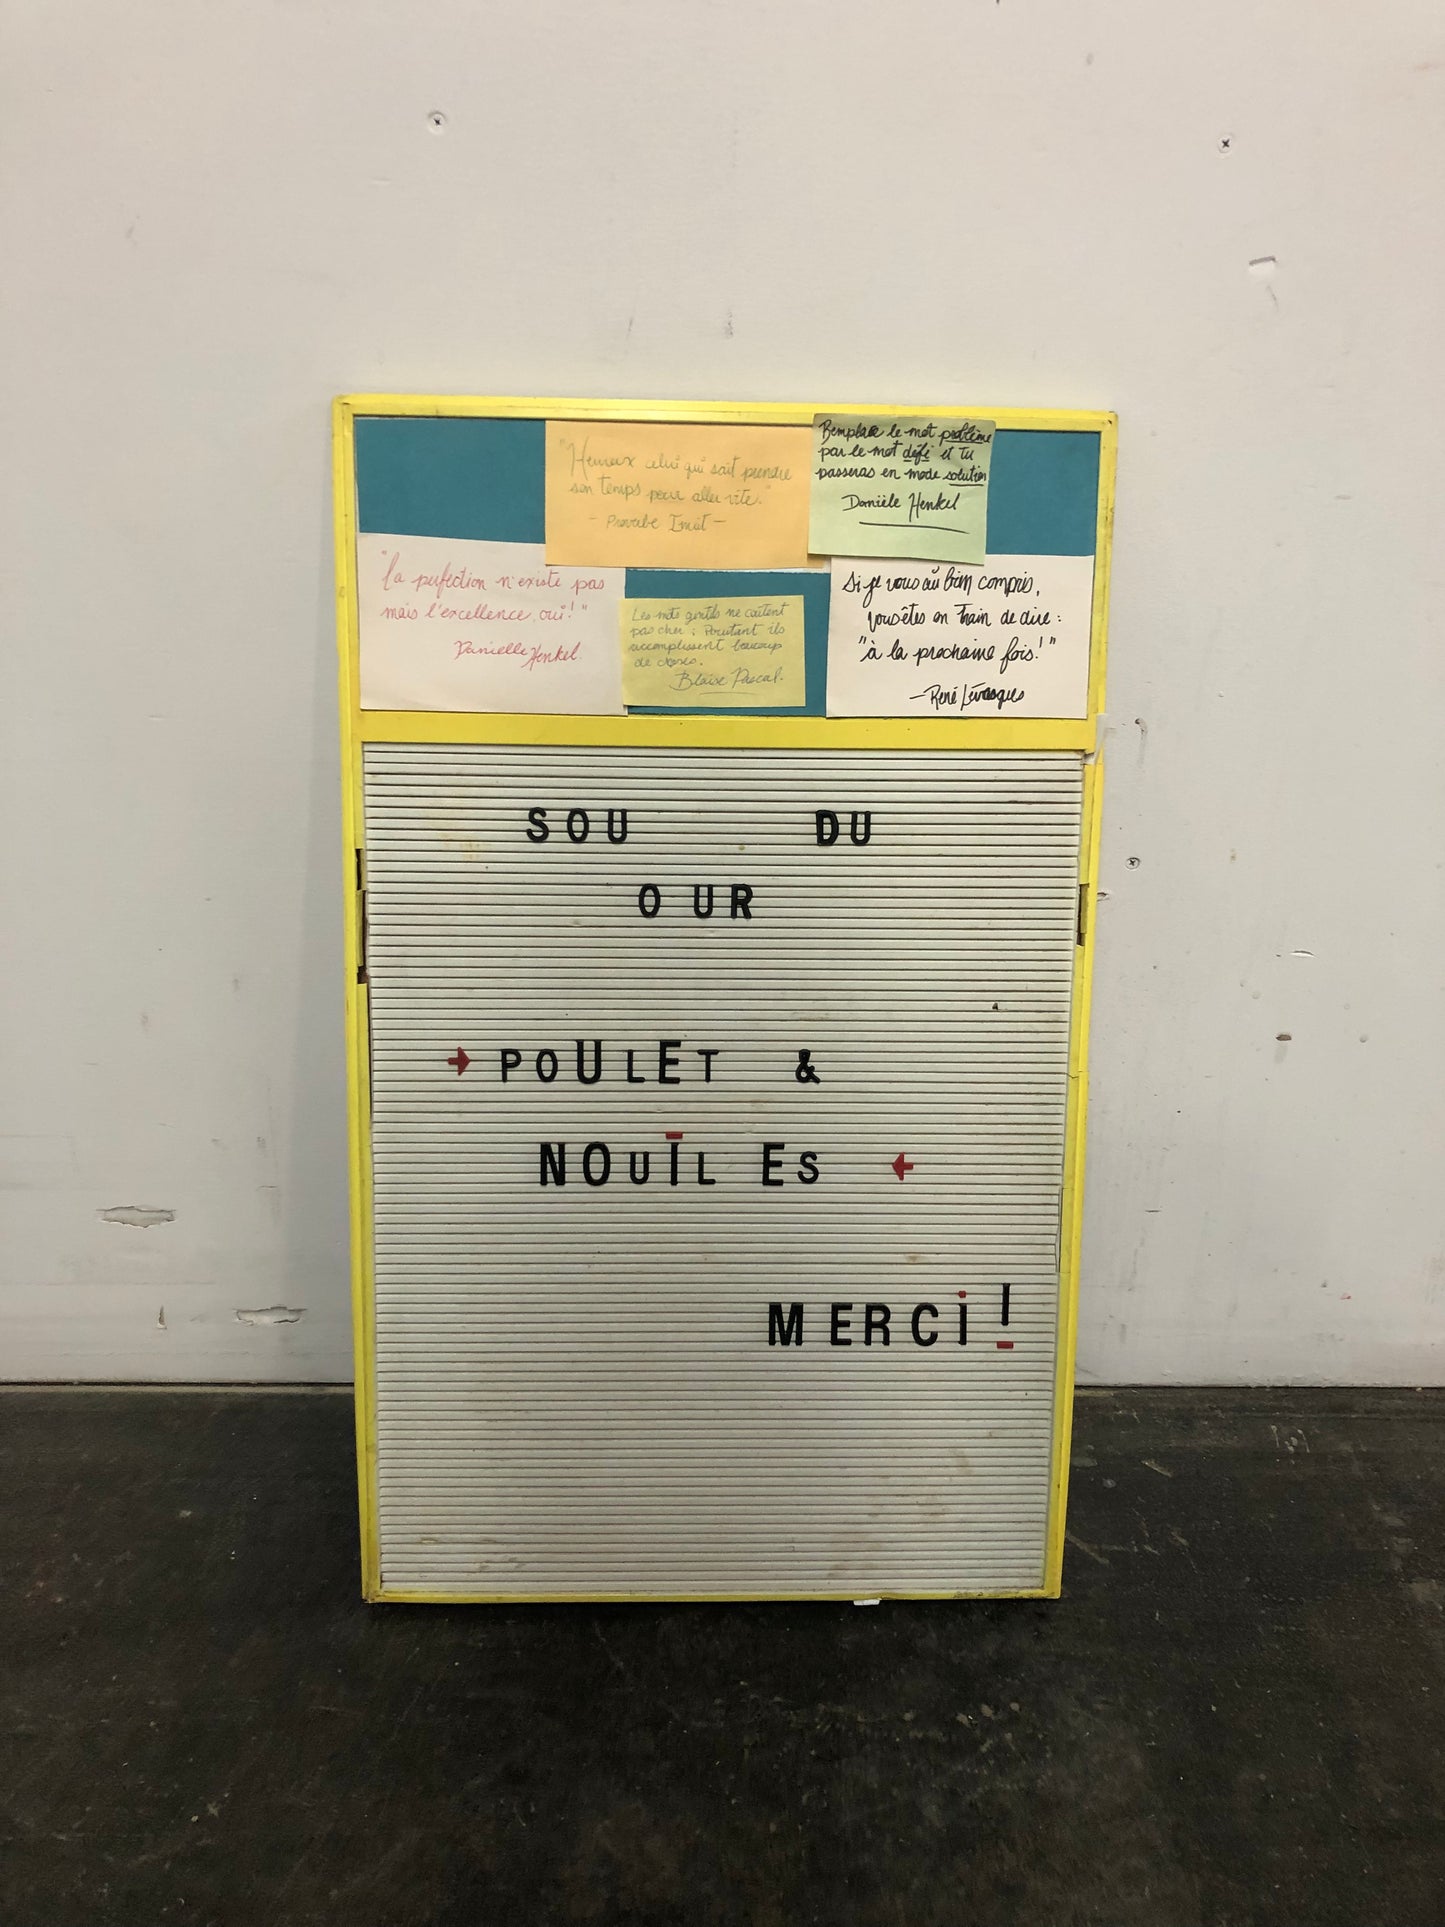 "Heureux celui qui sait prendre
son temps pour aller vite."
- Proverbe Inuit -
Remplace le mot problème
par le mot défi et tu
passeras en mode solution
Danièle Henkel
"La perfection n'existe pas
mais l'excellence, oui!"
Danielle Henkel.
Les mots gentils ne coûtent
pas cher ; Pourtant ils
accomplissent beaucoup
de choses.
Blaise Pascal.
Si je vous ai bien compris,
vous êtes en train de dire :
"à la prochaine fois!"
- René Lévesque
SOU DU
O UR
→ POULET &
NOUIL ES ←
MERCi!